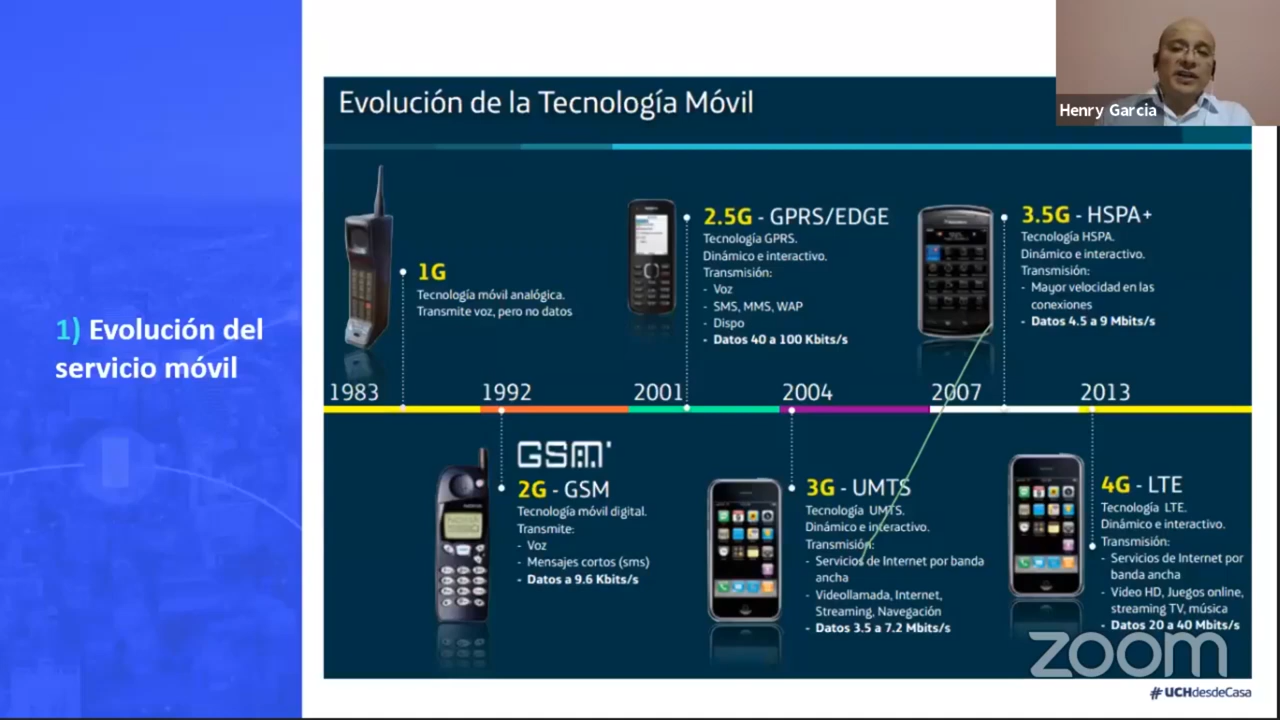 1) Evolución del
servicio móvil
Evolución de la Tecnología Móvil
Henry Garcia
1G
Tecnología móvil analógica.
Transmite voz, pero no datos
2.5G - GPRS/EDGE
Tecnología GPRS.
Dinámico e interactivo.
Transmisión:
- Voz
- SMS, MMS, WAP
- Dispo
- Datos 40 a 100 Kbits/s
3.5G - HSPA+
Tecnología HSPA.
Dinámico e interactivo.
Transmisión:
- Mayor velocidad en las
conexiones
- Datos 4.5 a 9 Mbits/s
1983 1992 2001 2004 2007 2013
GSM
2G - GSM
Tecnología móvil digital.
Transmite:
- Voz
- Mensajes cortos (sms)
- Datos a 9.6 Kbits/s
3G - UMTS
Tecnología UMTS.
Dinámico e interactivo.
Transmisión:
- Servicios de Internet por banda
ancha
- Videollamada, Internet,
Streaming, Navegación
- Datos 3.5 a 7.2 Mbits/s
4G - LTE
Tecnología LTE.
Dinámico e interactivo.
Transmisión:
- Servicios de Internet por
banda ancha
- Video HD, Juegos online,
streaming TV, música
- Datos 20 a 40 Mbits/s
zoom
#UCHdesdeCasa